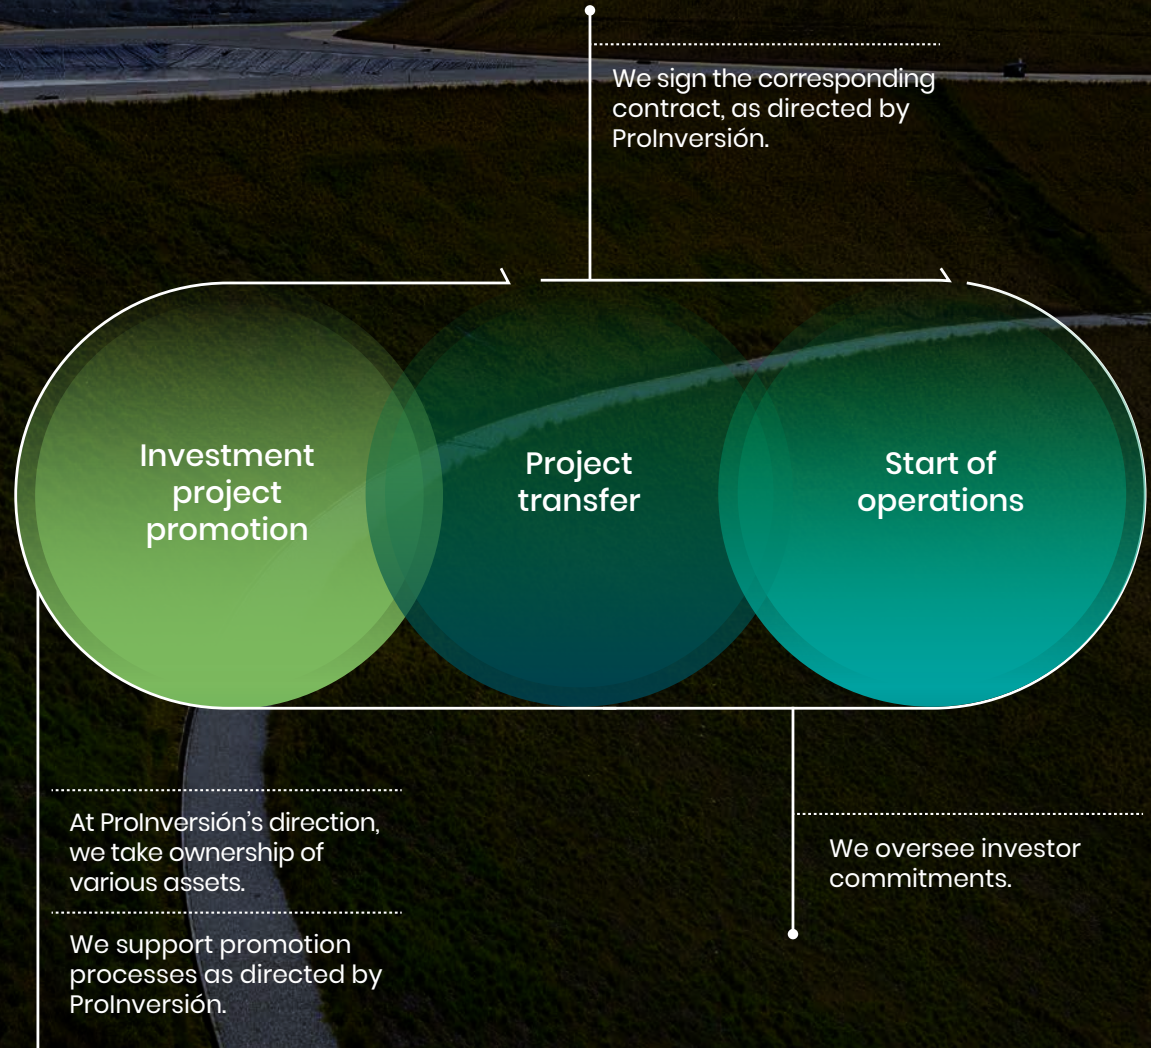 We sign the corresponding
contract, as directed by
ProInversión.
Investment
project
promotion
Project
transfer
Start of
operations
At ProInversión’s direction,
we take ownership of
various assets.
We support promotion
processes as directed by
ProInversión.
We oversee investor
commitments.